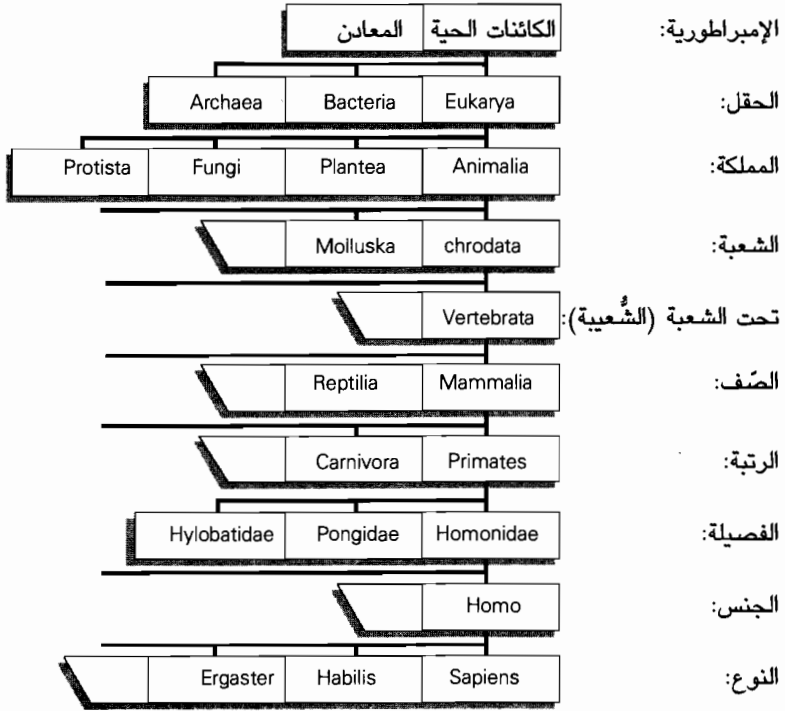 الإمبراطورية: الكائنات الحية المعادن
الحقل: Eukarya Bacteria Archaea
المملكة: Animalia Plantea Fungi Protista
الشعبة: chrodata Molluska
تحت الشعبة (الشُّعيبة): Vertebrata
الصّف: Mammalia Reptilia
الرتبة: Primates Carnivora
الفصيلة: Homonidae Pongidae Hylobatidae
الجنس: Homo
النوع: Sapiens Habilis Ergaster